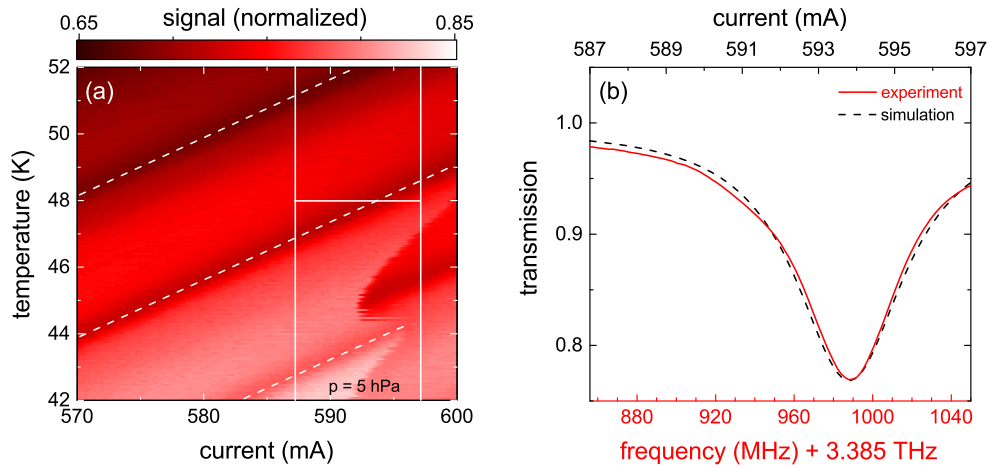 signal (normalized)
0.65
0.85
(a)
52
50
48
46
44
42
temperature (K)
p = 5 hPa
570
580
590
600
current (mA)
current (mA)
587
589
591
593
595
597
(b)
experiment
simulation
1.0
0.9
0.8
transmission
880
920
960
1000
1040
frequency (MHz) + 3.385 THz